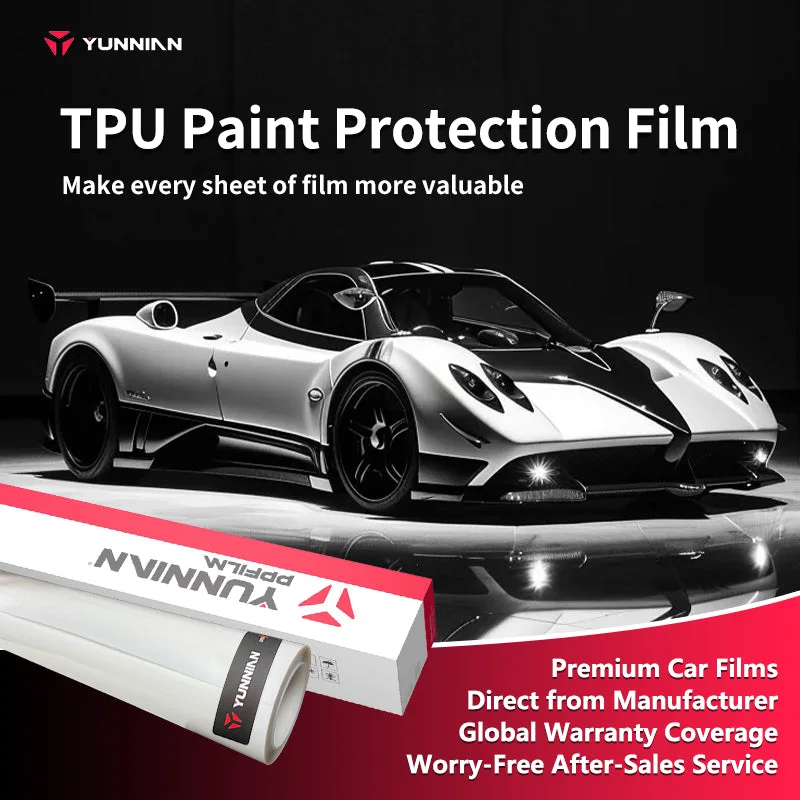 YUNNIAN
TPU Paint Protection Film
Make every sheet of film more valuable
YUNNIAN®
PPFILM
YUNNIAN
Premium Car Films
Direct from Manufacturer
Global Warranty Coverage
Worry-Free After-Sales Service